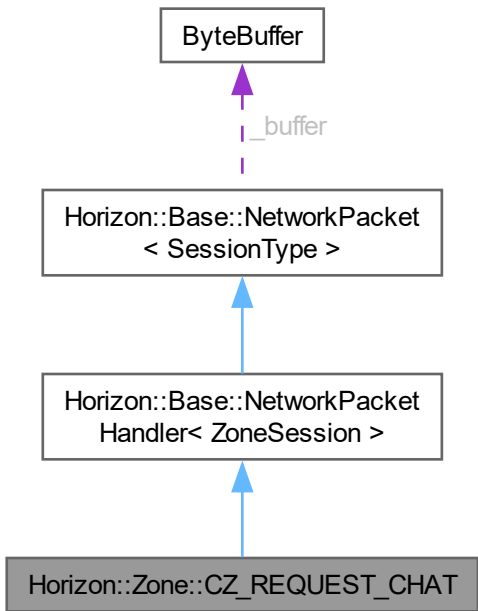 ByteBuffer
_buffer
Horizon::Base::NetworkPacket
< SessionType >
Horizon::Base::NetworkPacket
Handler< ZoneSession >
Horizon::Zone::CZ_REQUEST_CHAT